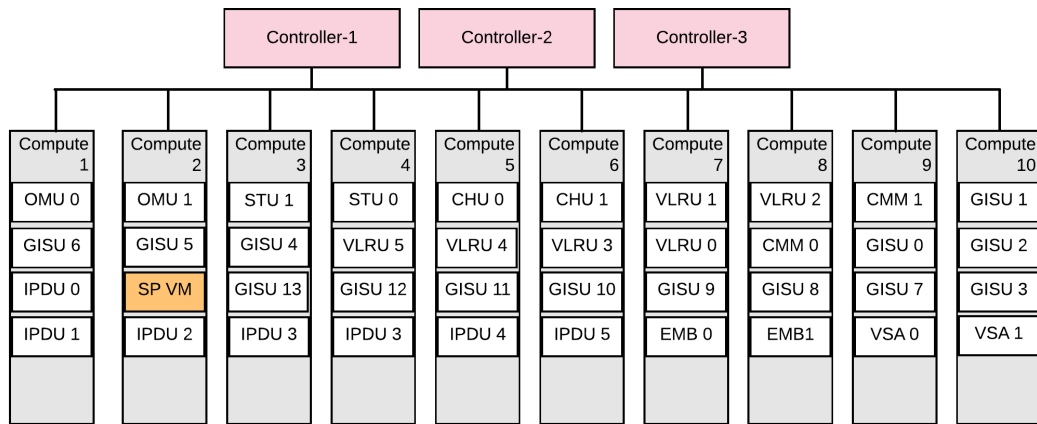 Controller-1
Controller-2
Controller-3
Compute
1
OMU 0
GISU 6
IPDU 0
IPDU 1
Compute
2
OMU 1
GISU 5
SP VM
IPDU 2
Compute
3
STU 1
GISU 4
GISU 13
IPDU 3
Compute
4
STU 0
VLRU 5
GISU 12
IPDU 3
Compute
5
CHU 0
VLRU 4
GISU 11
IPDU 4
Compute
6
CHU 1
VLRU 3
GISU 10
IPDU 5
Compute
7
VLRU 1
VLRU 0
GISU 9
EMB 0
Compute
8
VLRU 2
CMM 0
GISU 8
EMB1
Compute
9
CMM 1
GISU 0
GISU 7
VSA 0
Compute
10
GISU 1
GISU 2
GISU 3
VSA 1